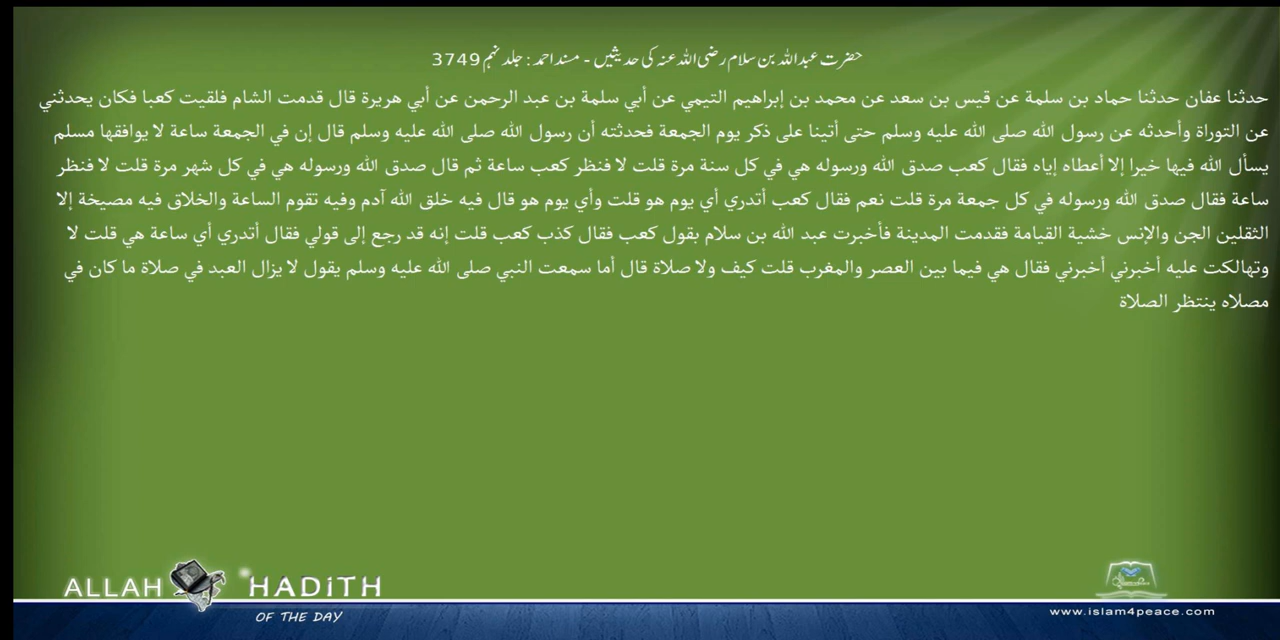 حضرت عبداللہ بن سلام رضی اللہ عنہ کی حدیثیں - مسند احمد: جلد نہم 3749
حدثنا عفان حدثنا حماد بن سلمة عن قيس بن سعد عن محمد بن إبراهيم التيمي عن أبي سلمة بن عبد الرحمن عن أبي هريرة قال قدمت الشام فلقيت كعبا فكان يحدثني
عن التوراة وأحدثه عن رسول الله صلى الله عليه وسلم حتى أتينا على ذكر يوم الجمعة فحدثته أن رسول الله صلى الله عليه وسلم قال إن في الجمعة ساعة لا يوافقها مسلم
يسأل الله فيها خيرا إلا أعطاه إياه فقال كعب صدق الله ورسوله هي في كل سنة مرة قلت لا فنظر كعب ساعة ثم قال صدق الله ورسوله هي في كل شهر مرة قلت لا فنظر
ساعة فقال صدق الله ورسوله في كل جمعة مرة قلت نعم فقال كعب أتدري أي يوم هو قلت وأي يوم هو قال فيه خلق الله آدم وفيه تقوم الساعة والخلاق فيه مصيخة إلا
الثقلين الجن والإنس خشية القيامة فقدمت المدينة فأخبرت عبد الله بن سلام بقول كعب فقال كذب كعب قلت إنه قد رجع إلى قولي فقال أتدري أي ساعة هي قلت لا
وتهالكت عليه أخبرني أخبرني فقال هي فيما بين العصر والمغرب قلت كيف ولا صلاة قال أما سمعت النبي صلى الله عليه وسلم يقول لا يزال العبد في صلاة ما كان في
مصلاه ينتظر الصلاة
ALLAH HADITH
OF THE DAY
www.islam4peace.com